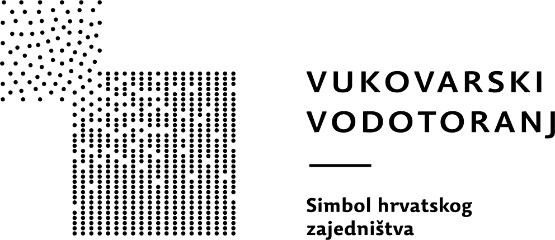 VUKOVARSKI
VODOTORANJ
Simbol hrvatskog
zajedništva